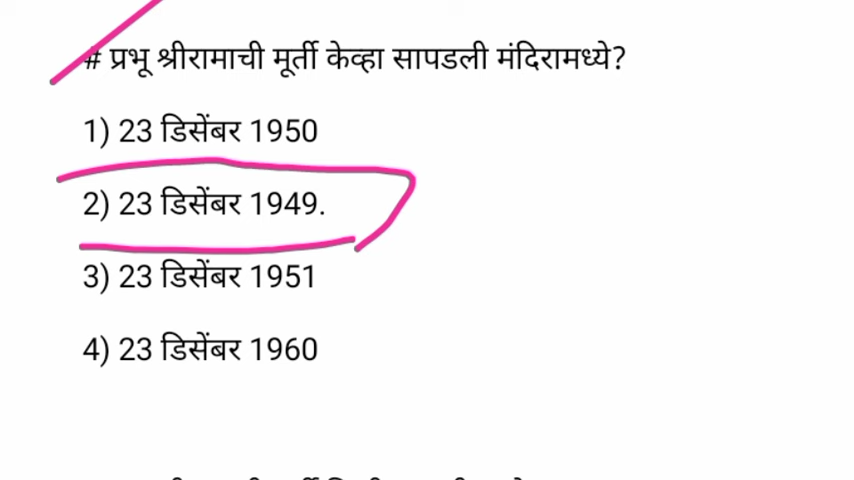 # प्रभू श्रीरामाची मूर्ती केव्हा सापडली मंदिरामध्ये?
1) 23 डिसेंबर 1950
2) 23 डिसेंबर 1949.
3) 23 डिसेंबर 1951
4) 23 डिसेंबर 1960